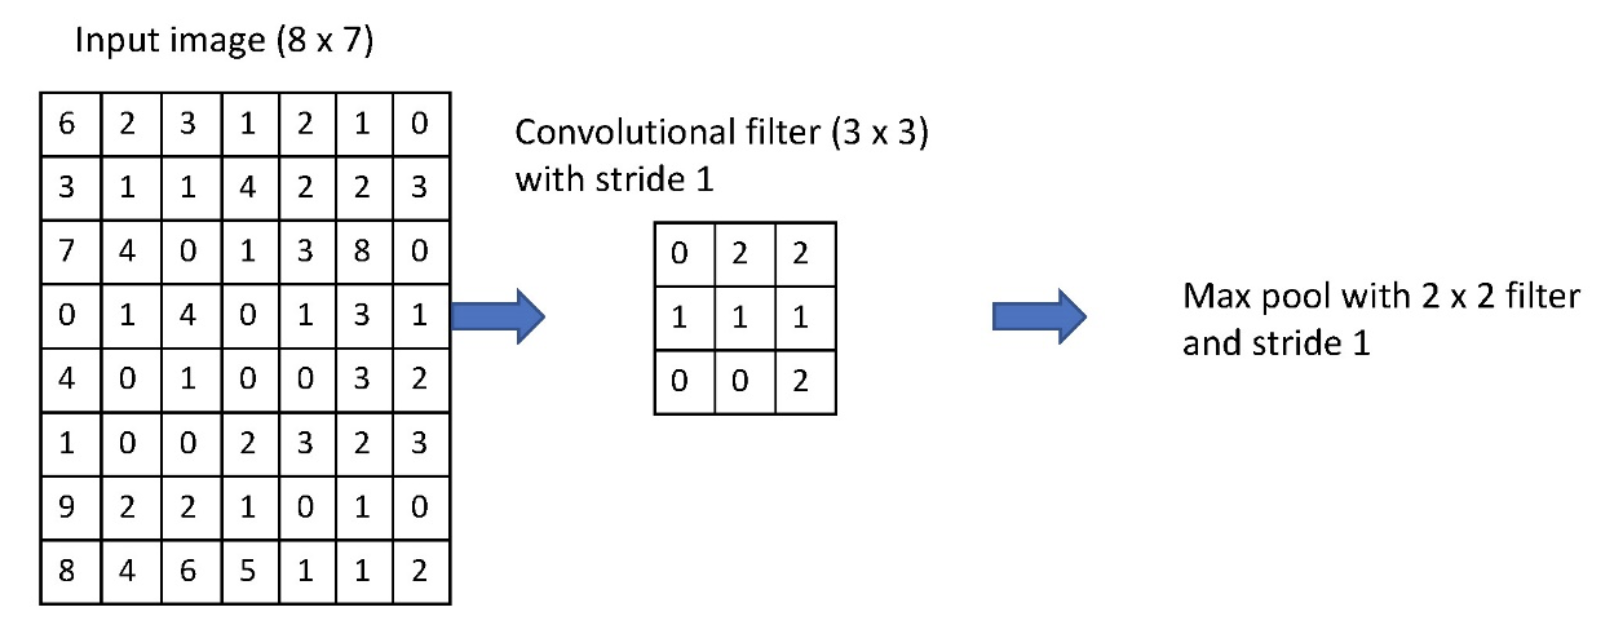 Input image (8 x 7)
6 2 3 1 2 1 0
3 1 1 4 2 2 3
7 4 0 1 3 8 0
0 1 4 0 1 3 1
4 0 1 0 0 3 2
1 0 0 2 3 2 3
9 2 2 1 0 1 0
8 4 6 5 1 1 2
Convolutional filter (3 x 3)
with stride 1
0 2 2
1 1 1
0 0 2
Max pool with 2 x 2 filter
and stride 1